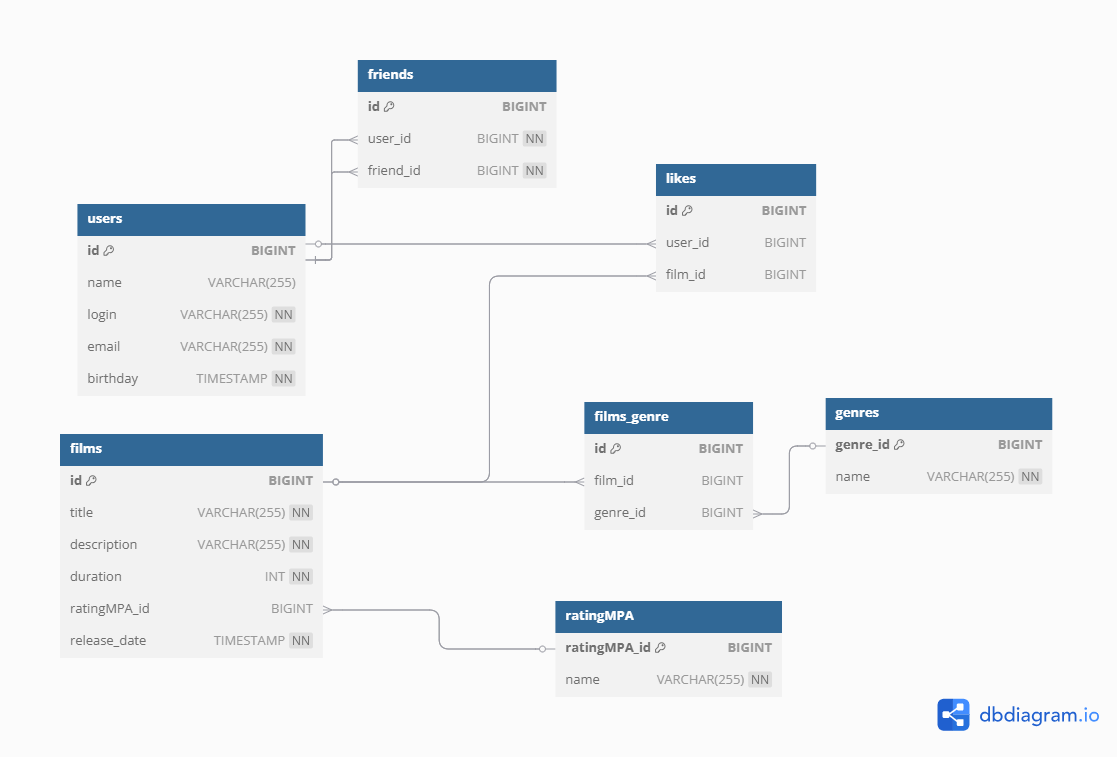 friends
id BIGINT
user_id BIGINT NN
friend_id BIGINT NN
likes
id BIGINT
user_id BIGINT
film_id BIGINT
users
id BIGINT
name VARCHAR(255)
login VARCHAR(255) NN
email VARCHAR(255) NN
birthday TIMESTAMP NN
films_genre
id BIGINT
film_id BIGINT
genre_id BIGINT
genres
genre_id BIGINT
name VARCHAR(255) NN
films
id BIGINT
title VARCHAR(255) NN
description VARCHAR(255) NN
duration INT NN
ratingMPA_id BIGINT
release_date TIMESTAMP NN
ratingMPA
ratingMPA_id BIGINT
name VARCHAR(255) NN
dbdiagram.io